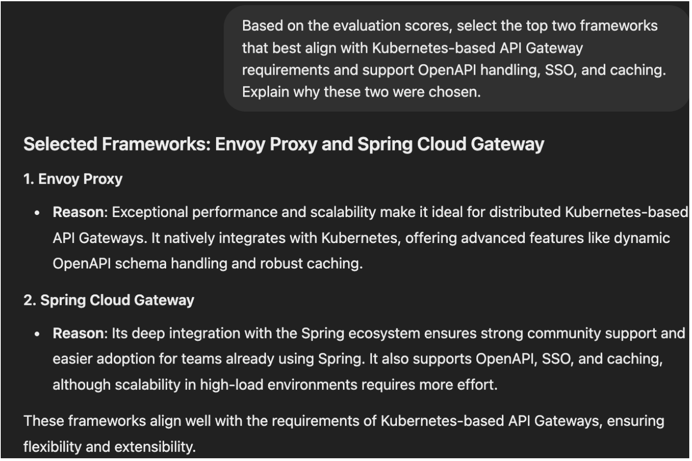 Based on the evaluation scores, select the top two frameworks
that best align with Kubernetes-based API Gateway
requirements and support OpenAPI handling, SSO, and caching.
Explain why these two were chosen.
Selected Frameworks: Envoy Proxy and Spring Cloud Gateway
1. Envoy Proxy
• Reason: Exceptional performance and scalability make it ideal for distributed Kubernetes-based
API Gateways. It natively integrates with Kubernetes, offering advanced features like dynamic
OpenAPI schema handling and robust caching.
2. Spring Cloud Gateway
• Reason: Its deep integration with the Spring ecosystem ensures strong community support and
easier adoption for teams already using Spring. It also supports OpenAPI, SSO, and caching,
although scalability in high-load environments requires more effort.
These frameworks align well with the requirements of Kubernetes-based API Gateways, ensuring
flexibility and extensibility.